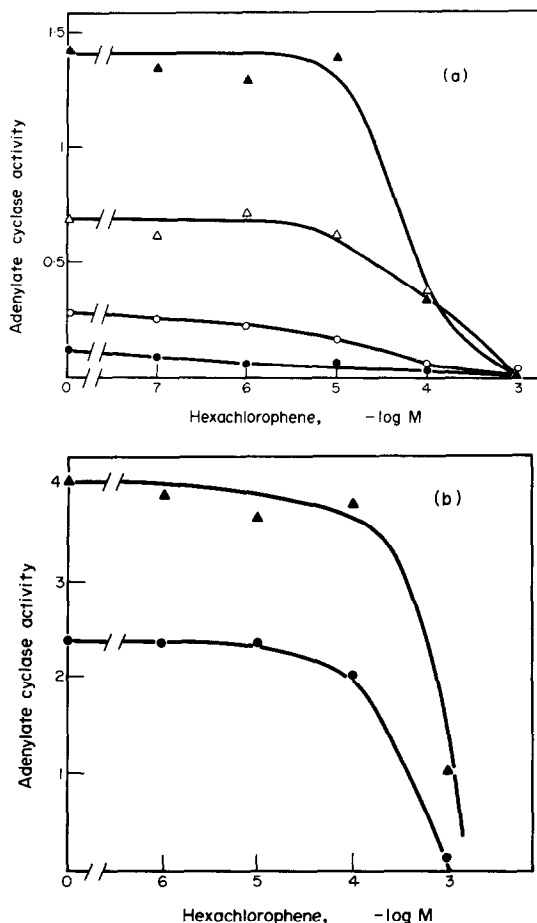 1·5
(a)
1
0·5
Adenylate cyclase activity
0 7 6 5 4 3
Hexachlorophene, -log M
4
(b)
3
2
1
Adenylate cyclase activity
0 6 5 4 3
Hexachlorophene, -log M